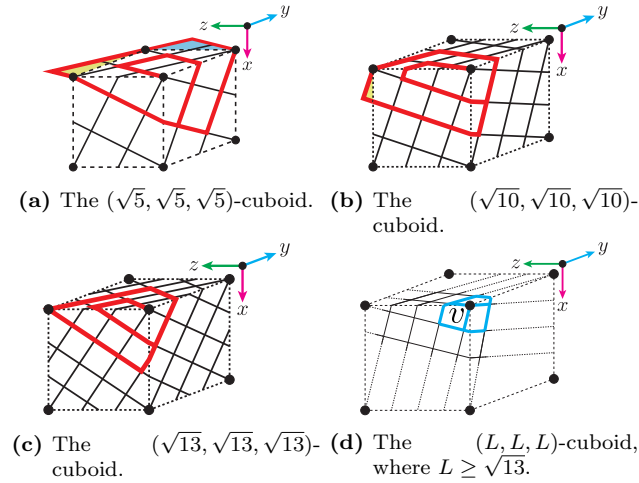 z y
x
z y
x
(a) The (√5, √5, √5)-cuboid.
(b) The (√10, √10, √10)-
cuboid.
z y
x
z y
x
v
(c) The (√13, √13, √13)-
cuboid.
(d) The (L, L, L)-cuboid,
where L ≥ √13.